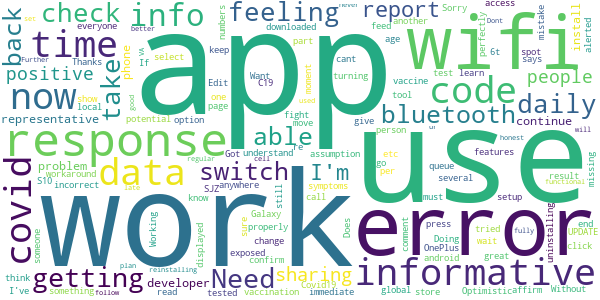 check info feeling report access another numbers Sorry never
back everyone downloaded feed mistake Dont
set better part age install
Further Thanks va cant perfectly alerted
time app wifi
positive If select keep Want C19 turning vaccine 6t spot says
take phone Edit page one moment test learn people
now good tool
show local potential option used code
representative bluetooth daily
response fight move re give person continue
able etc
problem workaround Got understand assumption go per queue features missing
covid S10 incorrect data switch I'm several result functional
regular cell ur honest will
anywhere symptoms must
know SJZ still call press setup
work use
someone Working Galaxy sure properly Does comment tried uninstalling end
late displayed change OnePlus wait UPDATE
getting Need sharing error click
exposed confirm Covid19 Doing fully
developer android great
think plan read tested vaccination immediate informative
I've something reinstalling global store Optimistic affirm Without
follow